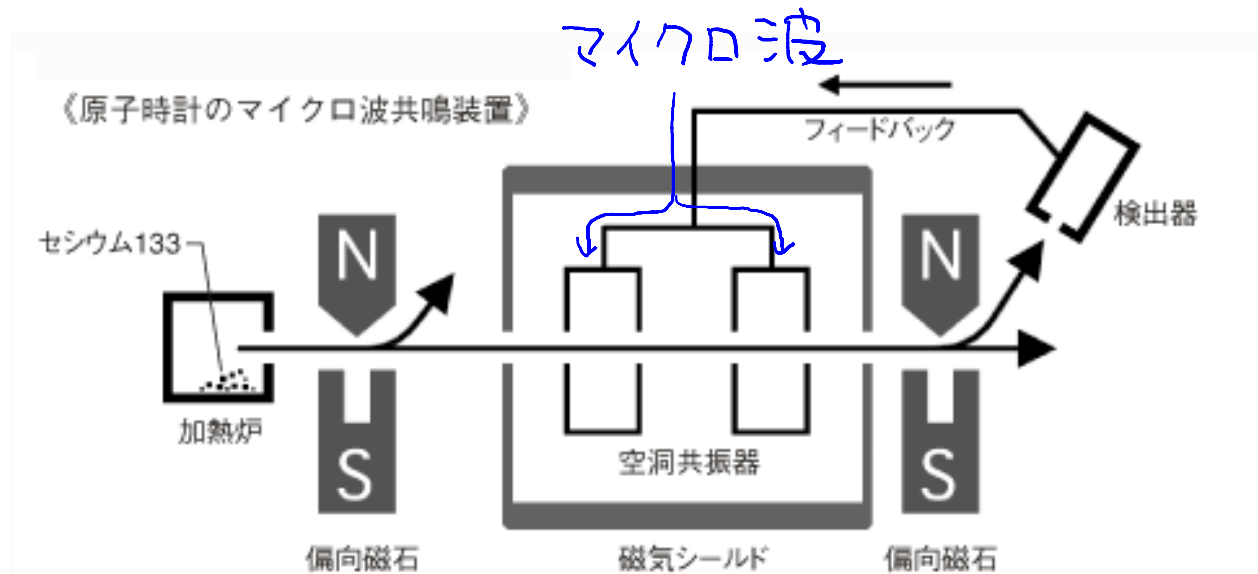 マイクロ波
《原子時計のマイクロ波共鳴装置》
フィードバック
検出器
セシウム133
N
N
加熱炉
S
空洞共振器
S
偏向磁石
磁気シールド
偏向磁石